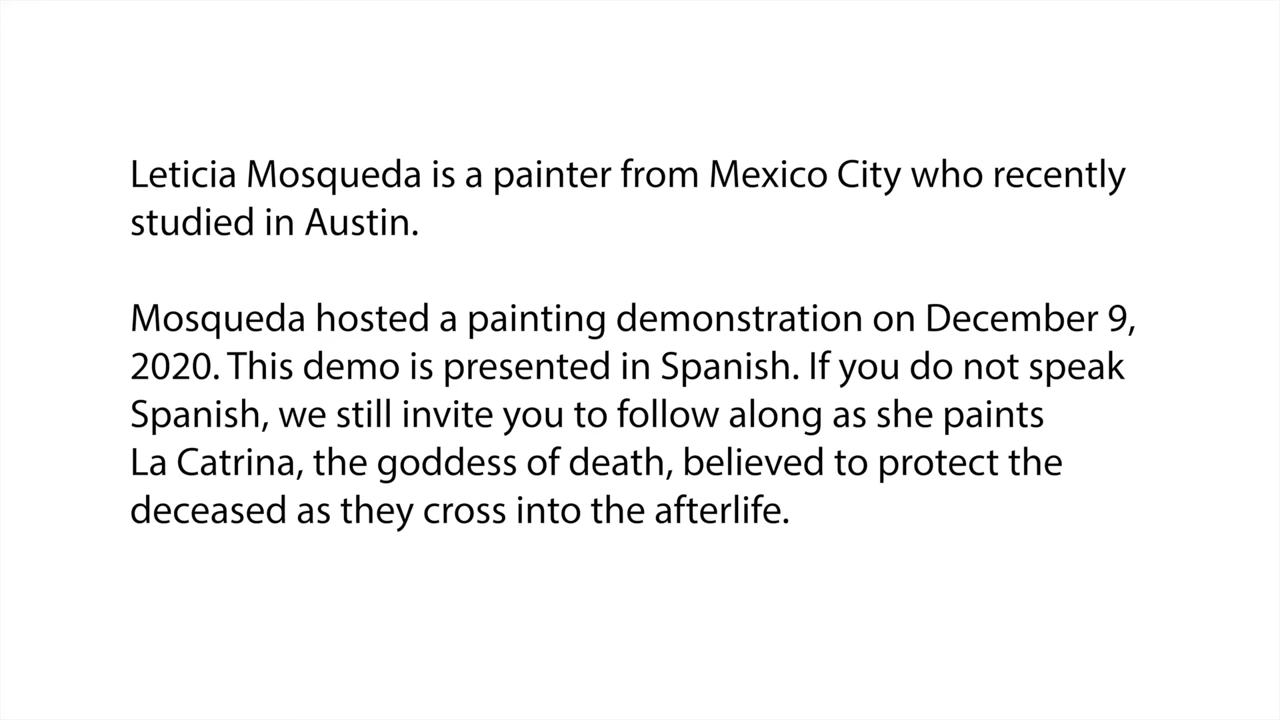 Leticia Mosqueda is a painter from Mexico City who recently
studied in Austin.
Mosqueda hosted a painting demonstration on December 9,
2020. This demo is presented in Spanish. If you do not speak
Spanish, we still invite you to follow along as she paints
La Catrina, the goddess of death, believed to protect the
deceased as they cross into the afterlife.